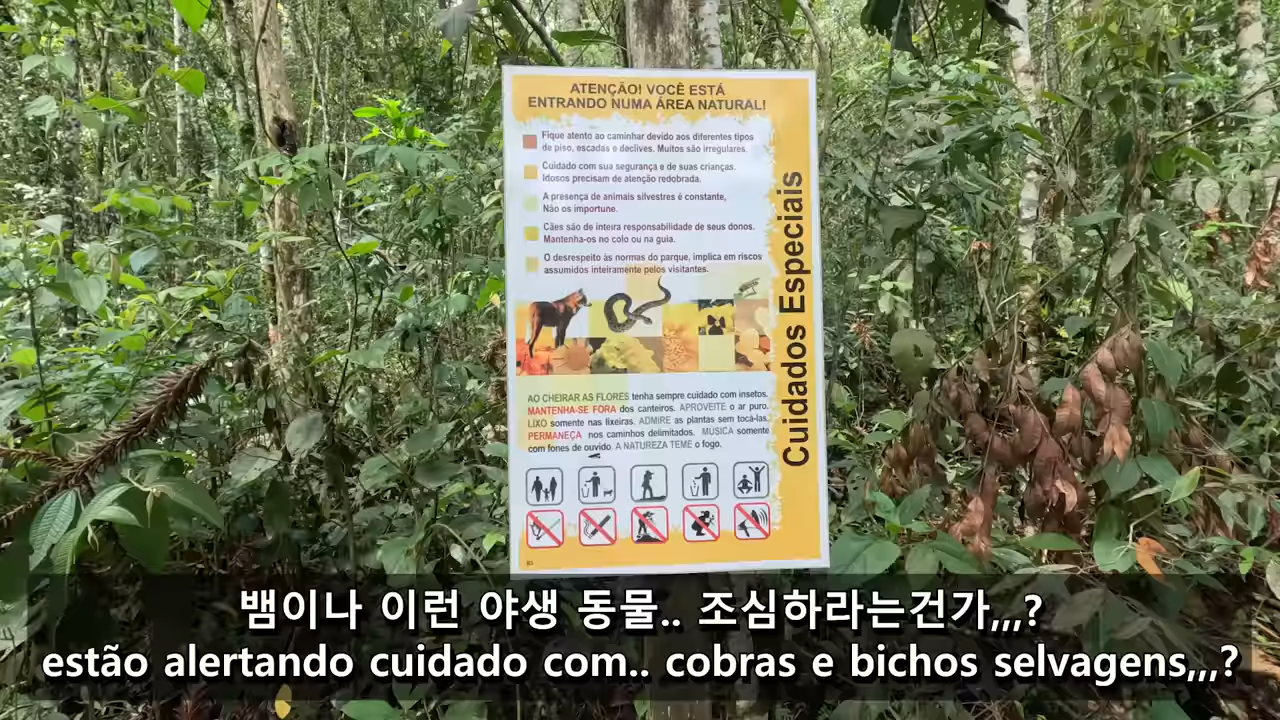 ATENÇÃO! VOCÊ ESTÁ
ENTRANDO NUMA ÁREA NATURAL!
Fique atento ao caminhar devido aos diferentes tipos
de piso, escadas e declives. Muitos são irregulares.
Cuidado com sua segurança e de suas crianças.
Idosos precisam de atenção redobrada.
A presença de animais silvestres é constante,
Não os importune.
Cães são de inteira responsabilidade de seus donos.
Mantenha-os no colo ou na guia.
O desrespeito às normas do parque, implica em riscos
assumidos inteiramente pelos visitantes.
Cuidados Especiais
AO CHEIRAR AS FLORES tenha sempre cuidado com insetos.
MANTENHA-SE FORA dos canteiros. APROVEITE o ar puro.
LIXO somente nas lixeiras. ADMIRE as plantas sem tocá-las.
PERMANEÇA nos caminhos delimitados. MUSICA somente
com fones de ouvido. A NATUREZA TEME o fogo.
뱀이나 이런 야생 동물.. 조심하라는건가,,,?
estão alertando cuidado com.. cobras e bichos selvagens,,,?